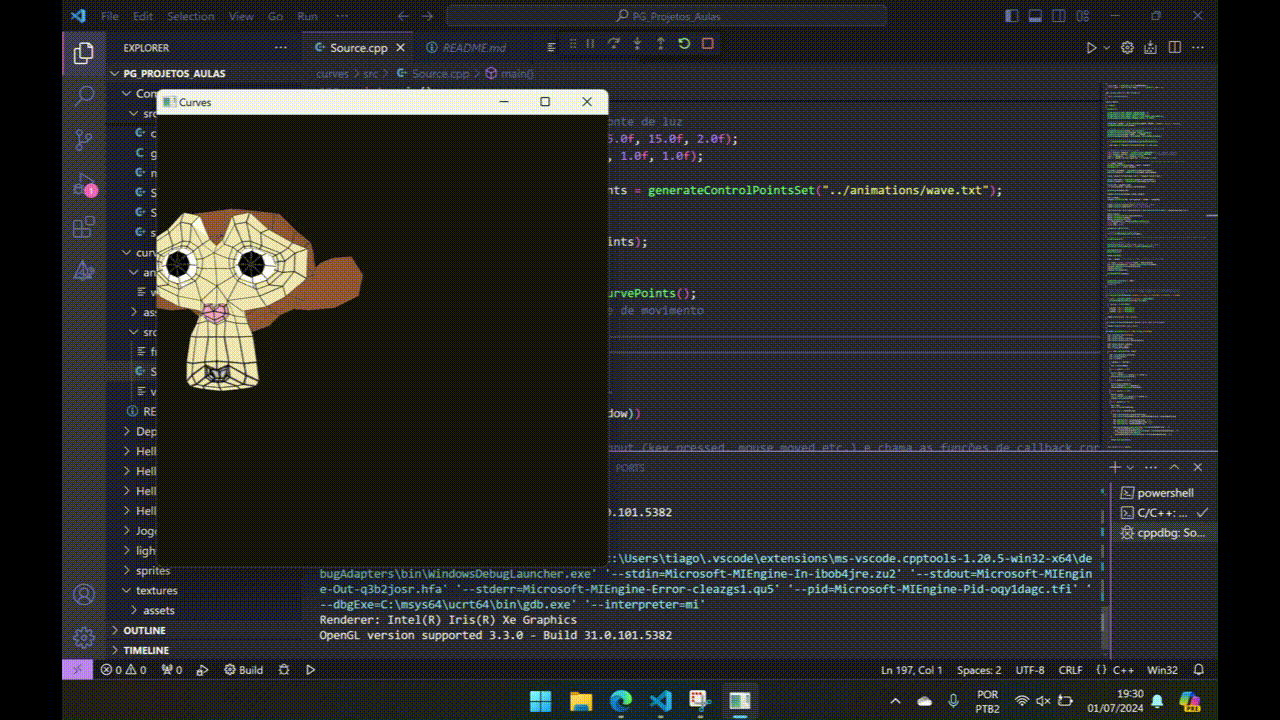 File Edit Selection View Go Run ··· PG_Projetos_Aulas
EXPLORER ··· Source.cpp README.md
PG_PROJETOS_AULAS curves > src > Source.cpp > main()
Curves
onte de luz
5.0f, 15.0f, 2.0f);
, 1.0f, 1.0f);
nts = generateControlPointsSet("../animations/wave.txt");
ints);
urvePoints();
e de movimento
dow))
nput (key pressed, mouse moved etc.) e chama as funções de callback cor
Com
src
c
g
m
S
S
s
curv
an
w
ass
src
fr
S
v
RE
Dep
Hell
Hell
Hell
Hell
Jogo
ligh
sprites
textures
assets
OUTLINE
TIMELINE
PORTS
powershell
C/C++: ...
cppdbg: So...
.0.101.5382
:\Users\tiago\.vscode\extensions\ms-vscode.cpptools-1.20.5-win32-x64\de
bugAdapters\bin\WindowsDebugLauncher.exe' '--stdin=Microsoft-MIEngine-In-ibob4jre.zu2' '--stdout=Microsoft-MIEngin
e-Out-q3b2josr.hfa' '--stderr=Microsoft-MIEngine-Error-cleazgs1.qu5' '--pid=Microsoft-MIEngine-Pid-oqy1dagc.tfi' '
--dbgExe=C:\msys64\ucrt64\bin\gdb.exe' '--interpreter=mi'
Renderer: Intel(R) Iris(R) Xe Graphics
OpenGL version supported 3.3.0 - Build 31.0.101.5382
0 0 0 Build Ln 197, Col 1 Spaces: 2 UTF-8 CRLF {} C++ Win32
POR 19:30
PTB2 01/07/2024